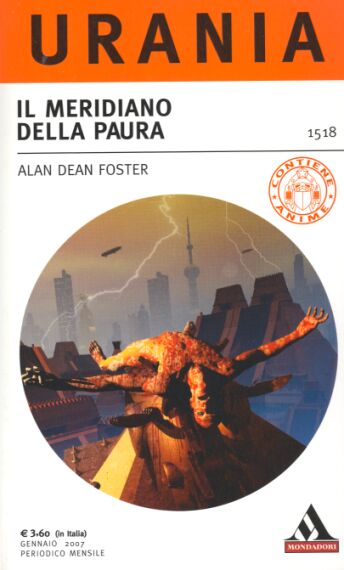 URANIA
IL MERIDIANO
DELLA PAURA
1518
ALAN DEAN FOSTER
CONTIENE
ANIME
€ 3,60 (in Italia)
GENNAIO 2007
PERIODICO MENSILE
MONDADORI